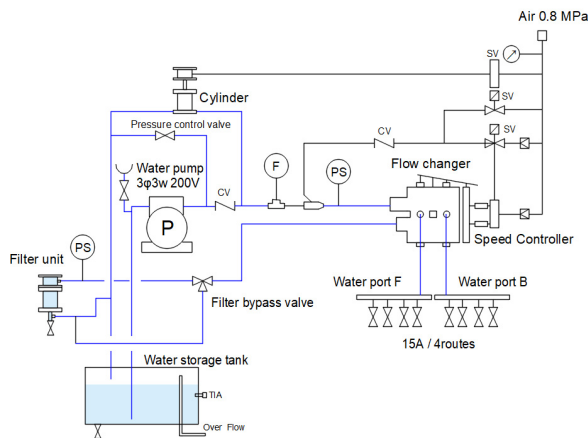 Air 0.8 MPa
SV
SV
Cylinder
Pressure control valve
CV
SV
Water pump
3φ3w 200V
F
PS
Flow changer
CV
P
PS
Speed Controller
Filter unit
Water port F
Water port B
Filter bypass valve
15A / 4routes
Water storage tank
TIA
Over Flow